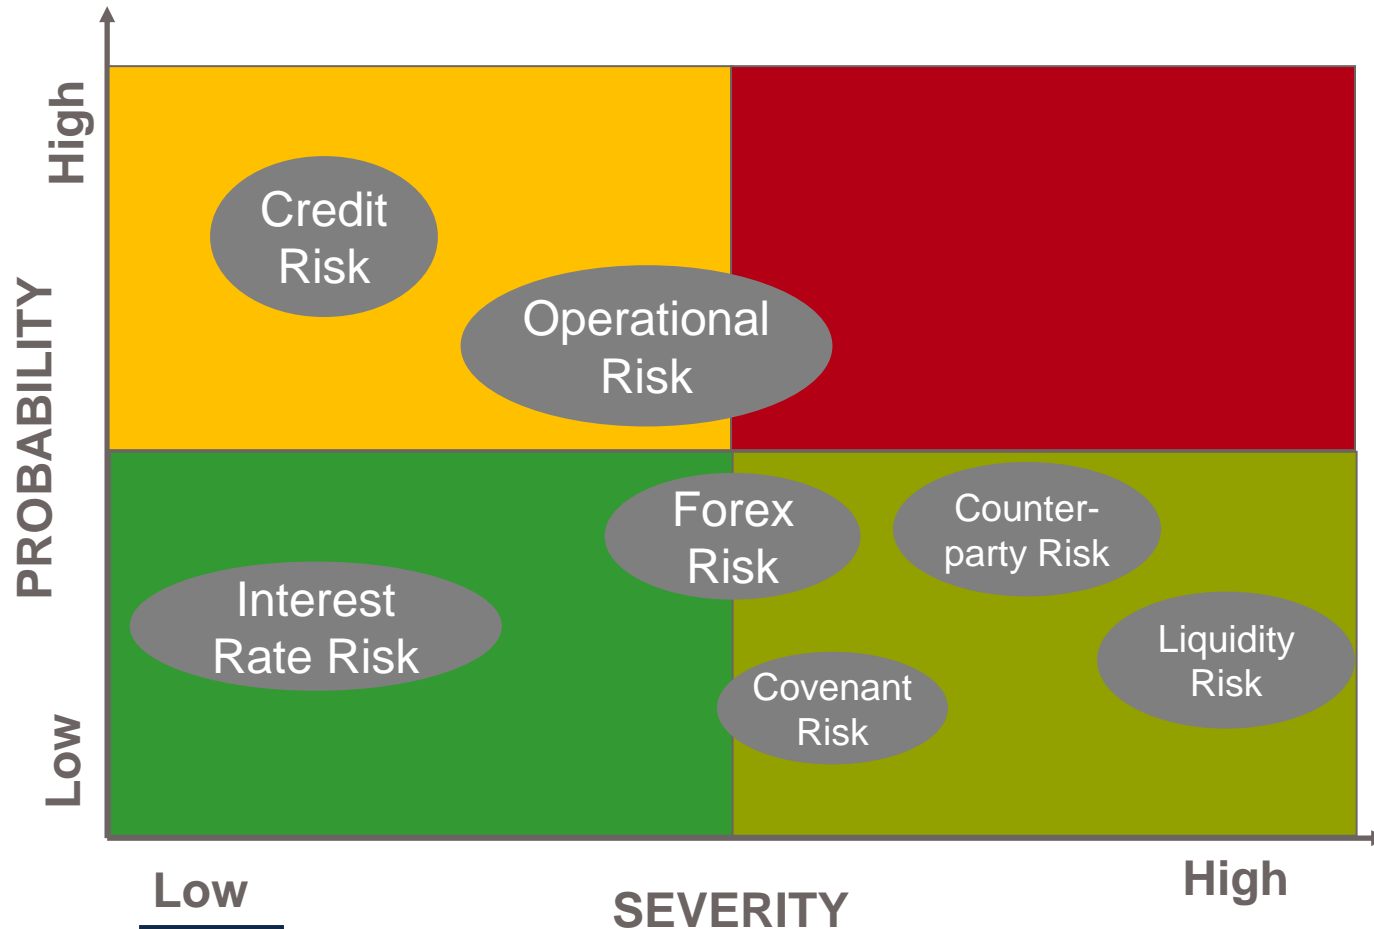 High
PROBABILITY
Low
Credit
Risk
Operational
Risk
Forex
Risk
Counter-
party Risk
Interest
Rate Risk
Liquidity
Risk
Covenant
Risk
Low
SEVERITY
High